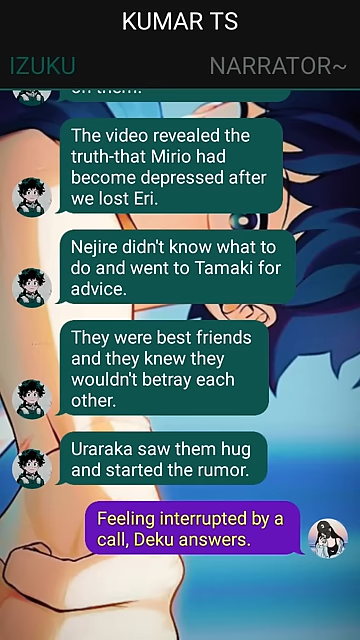 KUMAR TS
IZUKU NARRATOR~
on them.
The video revealed the
truth-that Mirio had
become depressed after
we lost Eri.
Nejire didn't know what to
do and went to Tamaki for
advice.
They were best friends
and they knew they
wouldn't betray each
other.
Uraraka saw them hug
and started the rumor.
Feeling interrupted by a
call, Deku answers.